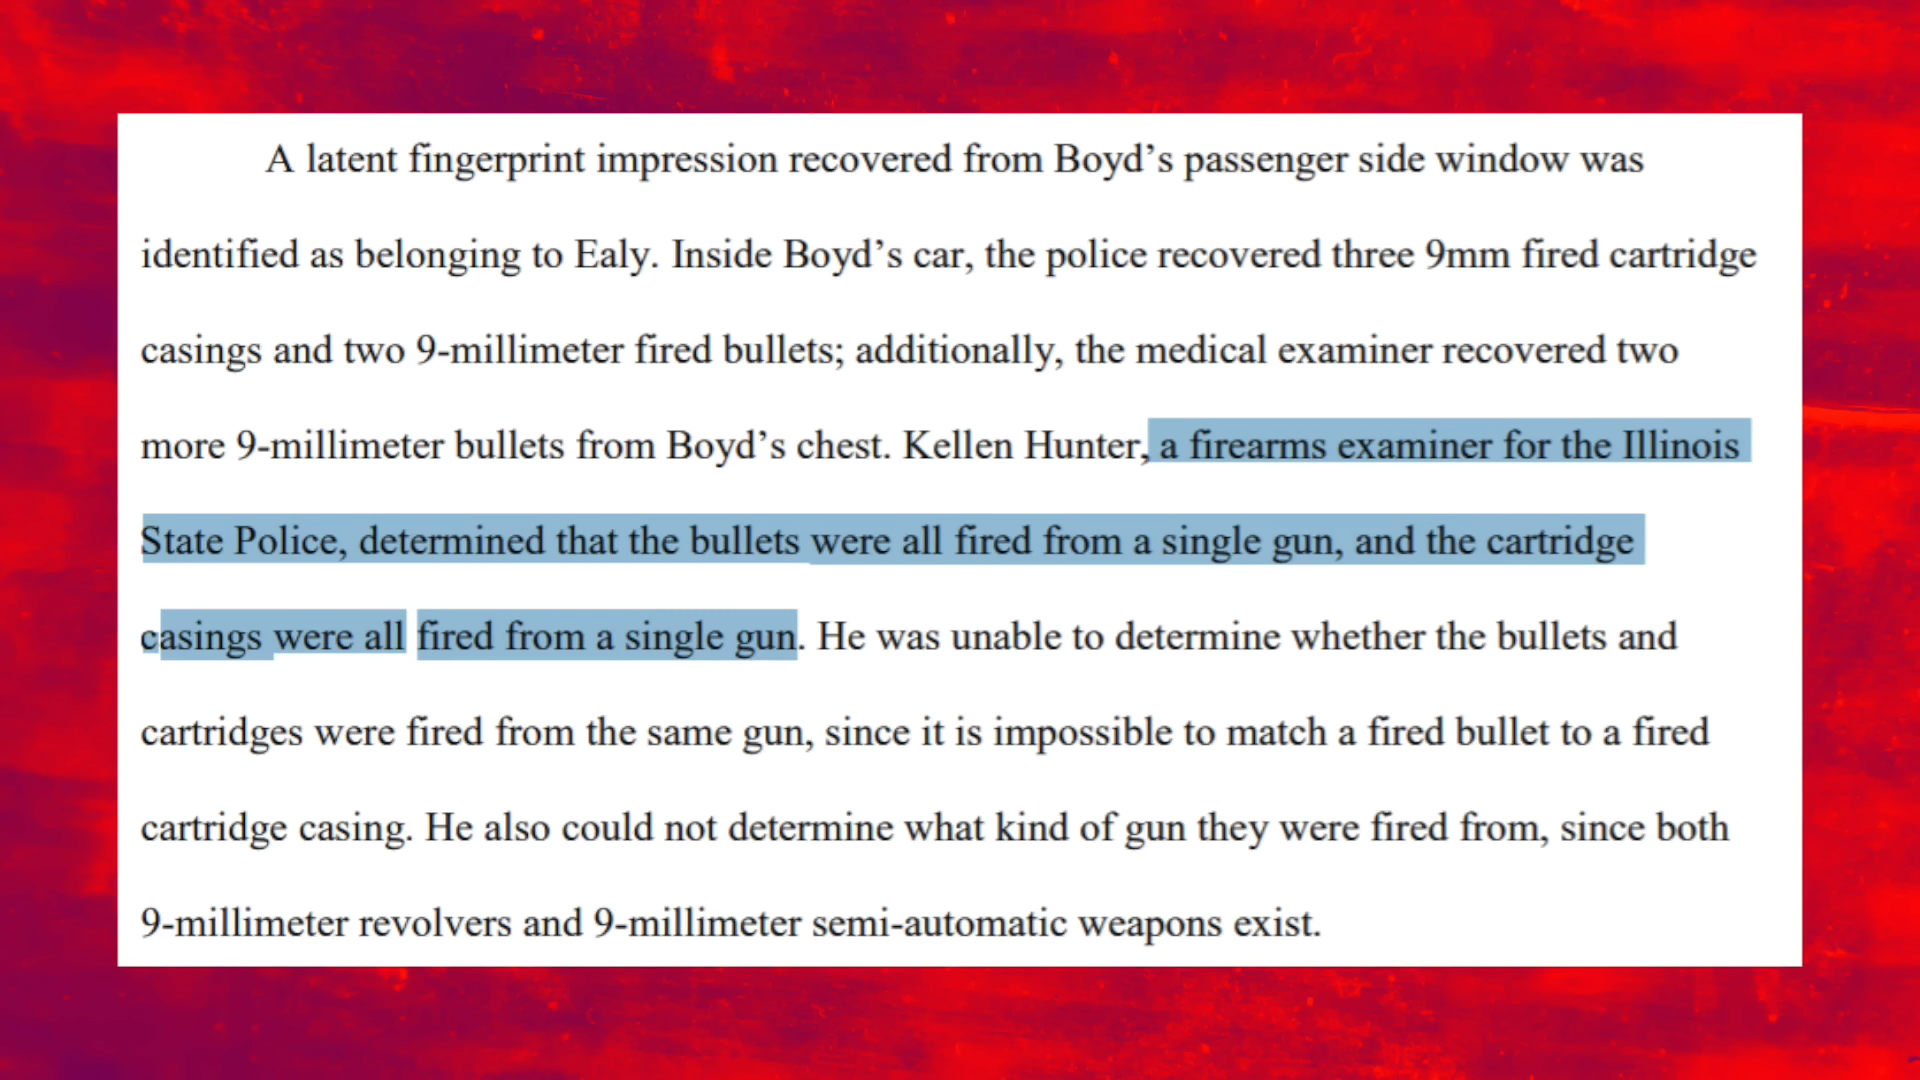 A latent fingerprint impression recovered from Boyd’s passenger side window was
identified as belonging to Ealy. Inside Boyd’s car, the police recovered three 9mm fired cartridge
casings and two 9-millimeter fired bullets; additionally, the medical examiner recovered two
more 9-millimeter bullets from Boyd’s chest. Kellen Hunter, a firearms examiner for the Illinois
State Police, determined that the bullets were all fired from a single gun, and the cartridge
casings were all fired from a single gun. He was unable to determine whether the bullets and
cartridges were fired from the same gun, since it is impossible to match a fired bullet to a fired
cartridge casing. He also could not determine what kind of gun they were fired from, since both
9-millimeter revolvers and 9-millimeter semi-automatic weapons exist.